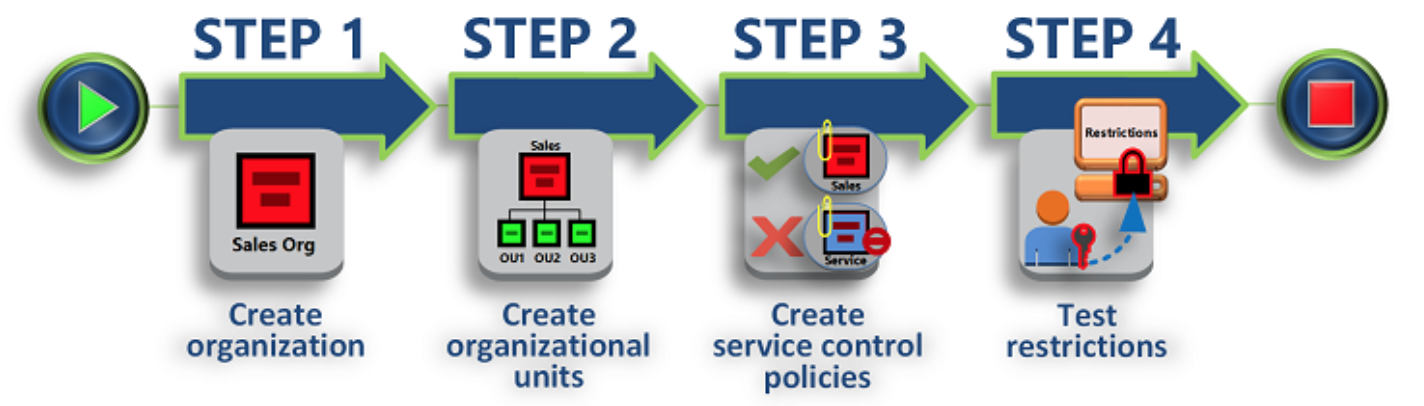 STEP 1
STEP 2
STEP 3
STEP 4
Sales Org
Sales
OU1 OU2 OU3
Sales
Service
Restrictions
Create
organization
Create
organizational
units
Create
service control
policies
Test
restrictions